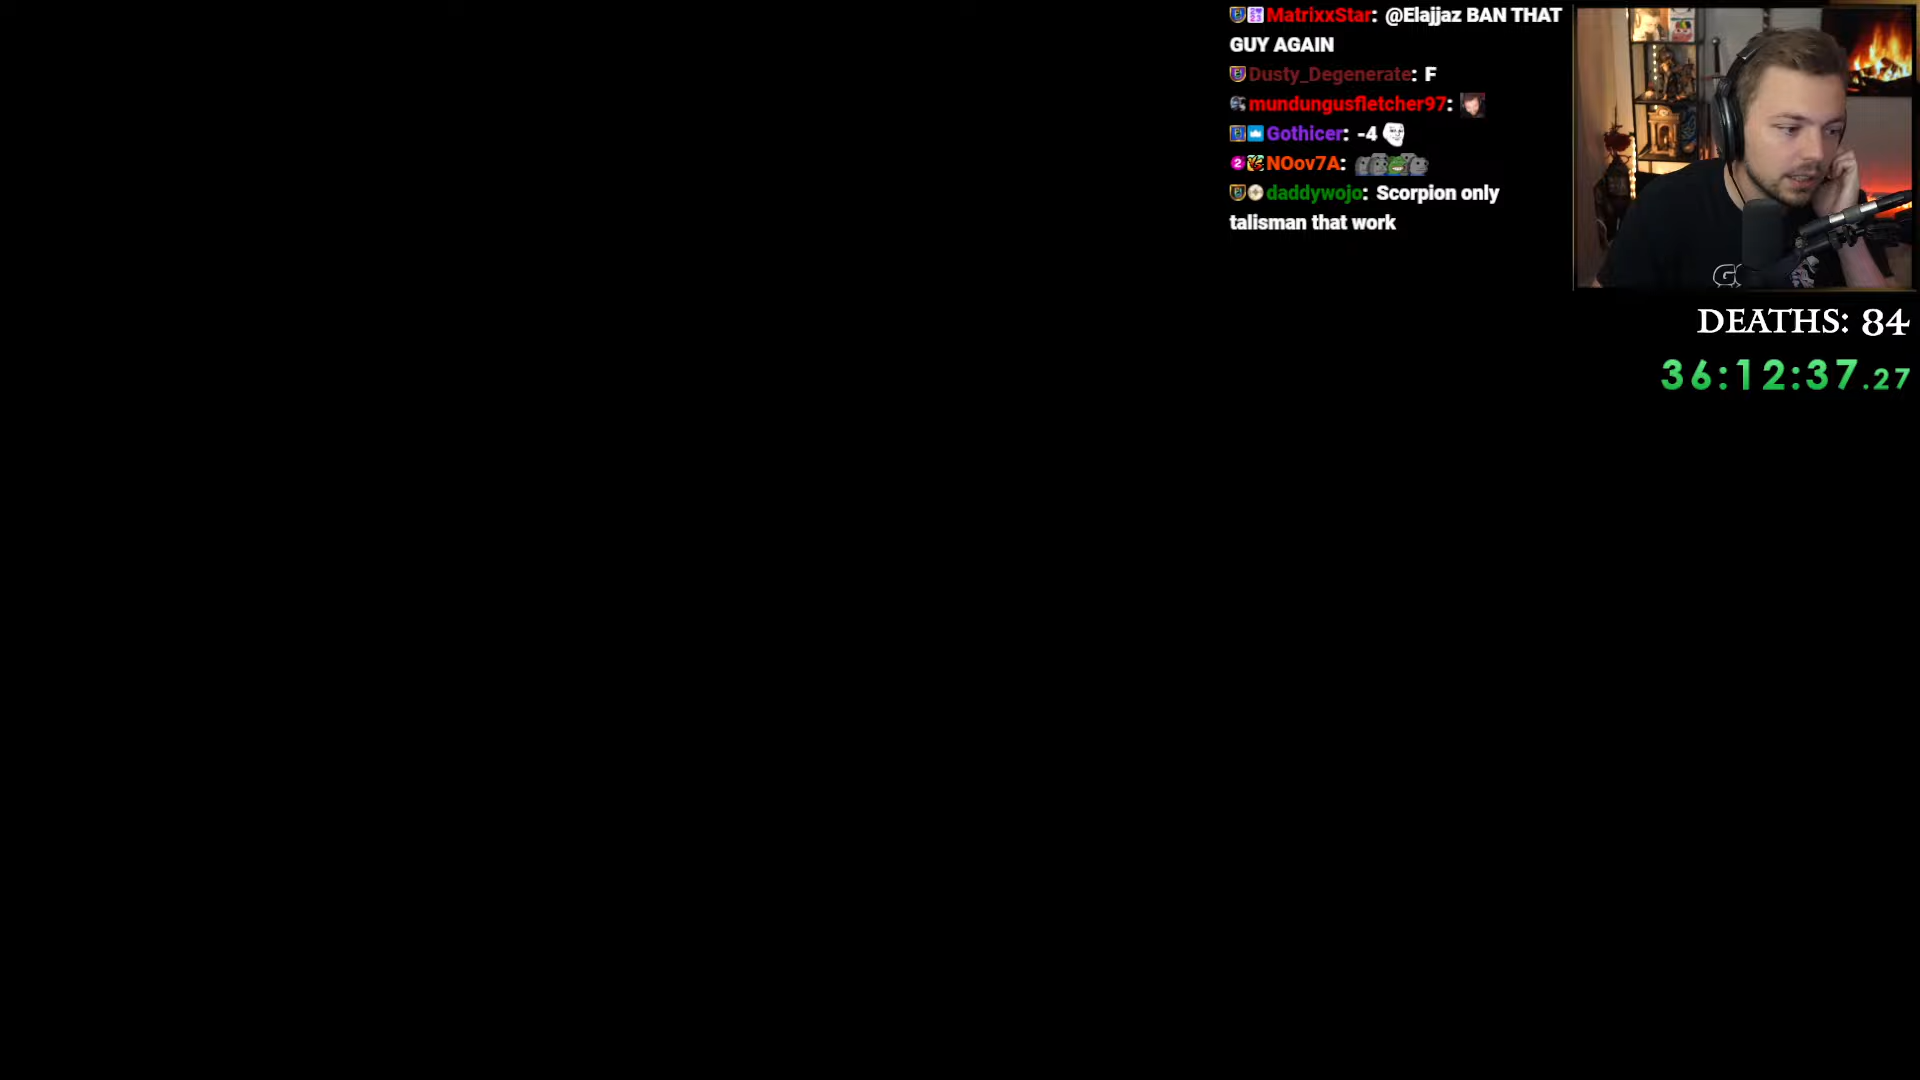 MatrixxStar: @Elajjaz BAN THAT
GUY AGAIN
Dusty_Degenerate: F
mundungusfletcher97:
Gothicer: -4
NOov7A:
daddywojo: Scorpion only
talisman that work
DEATHS: 84
36:12:37.27